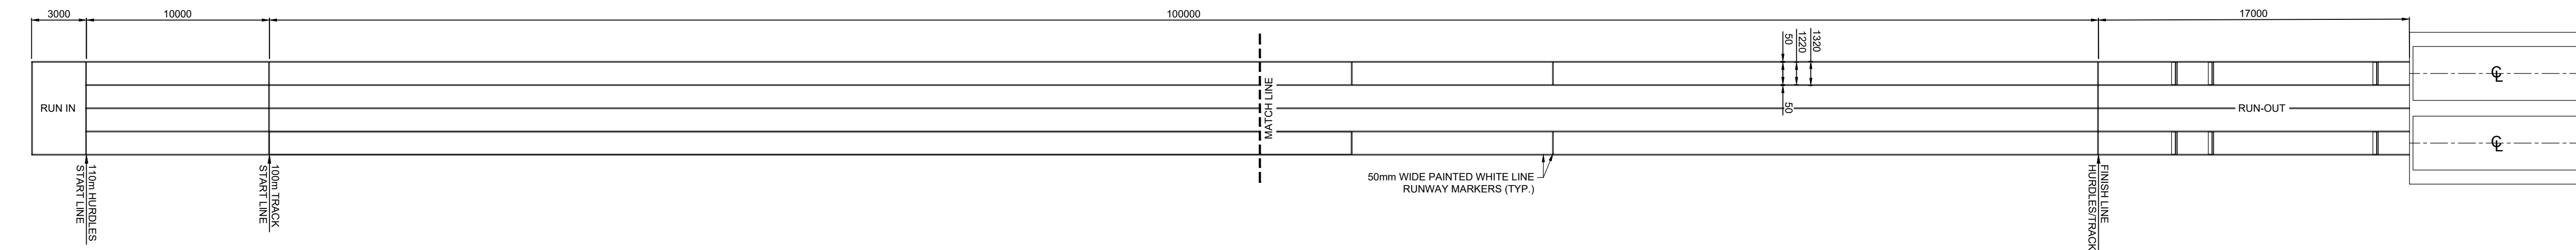 3000
10000
100000
17000
50
1220
1320
50
RUN IN
MATCH LINE
RUN-OUT
℄
℄
110m HURDLES
START LINE
100m TRACK
START LINE
50mm WIDE PAINTED WHITE LINE
RUNWAY MARKERS (TYP.)
FINISH LINE
HURDLES/TRACK